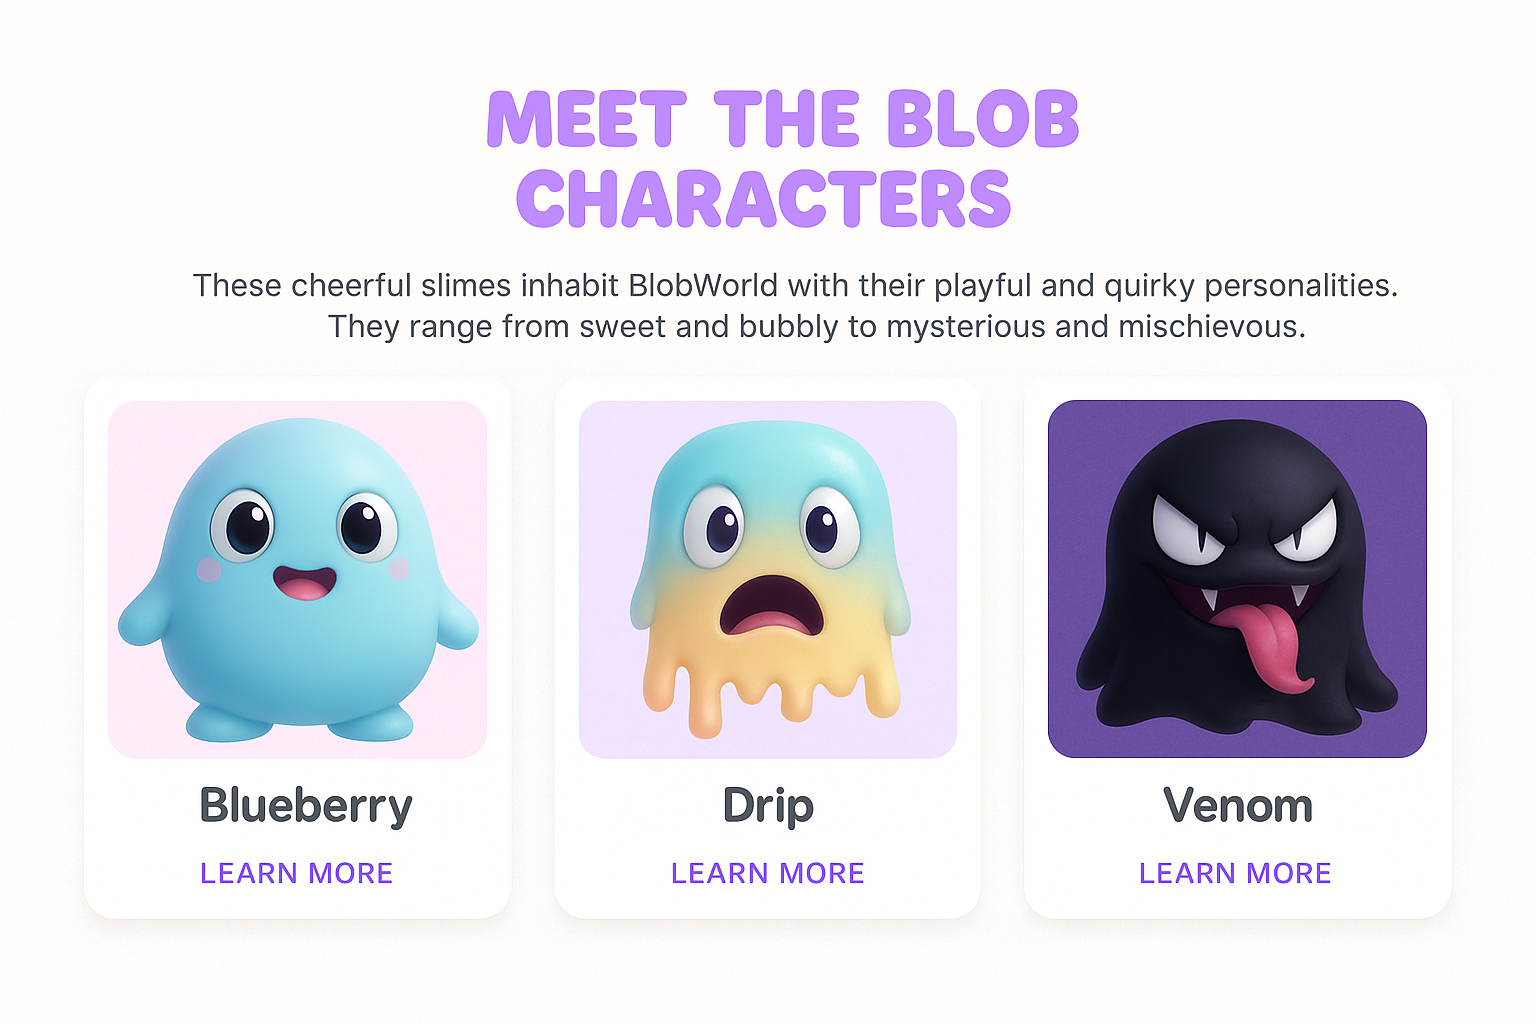 MEET THE BLOB
CHARACTERS
These cheerful slimes inhabit BlobWorld with their playful and quirky personalities.
They range from sweet and bubbly to mysterious and mischievous.
Blueberry
LEARN MORE
Drip
LEARN MORE
Venom
LEARN MORE